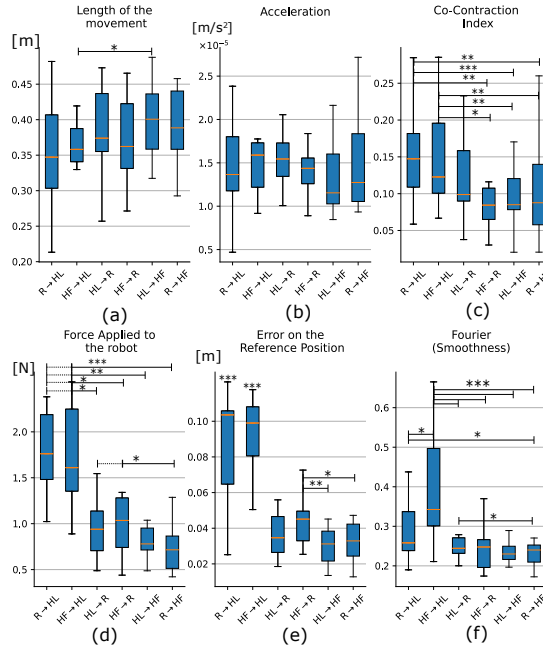 Length of the movement
Acceleration
Co-Contraction
Index
[m]
[m/s²]
×10⁻⁵
0.45
0.40
0.35
0.30
0.25
0.20
*
2.5
2.0
1.5
1.0
0.5
0.25
0.20
0.15
0.10
0.05
**
***
**
**
**
*
R→HL
HF→HL
HL→R
HF→R
HL→HF
R→HF
R→HL
HF→HL
HL→R
HF→R
HL→HF
R→HF
R→HL
HF→HL
HL→R
HF→R
HL→HF
R→HF
(a)
(b)
(c)
Force Applied to
the robot
Error on the
Reference Position
Fourier
(Smoothness)
[N]
[m]
2.0
1.5
1.0
0.5
***
**
*
*
*
0.10
0.08
0.06
0.04
0.02
***
***
*
**
0.6
0.5
0.4
0.3
0.2
***
*
*
*
R→HL
HF→HL
HL→R
HF→R
HL→HF
R→HF
R→HL
HF→HL
HL→R
HF→R
HL→HF
R→HF
R→HL
HF→HL
HL→R
HF→R
HL→HF
R→HF
(d)
(e)
(f)